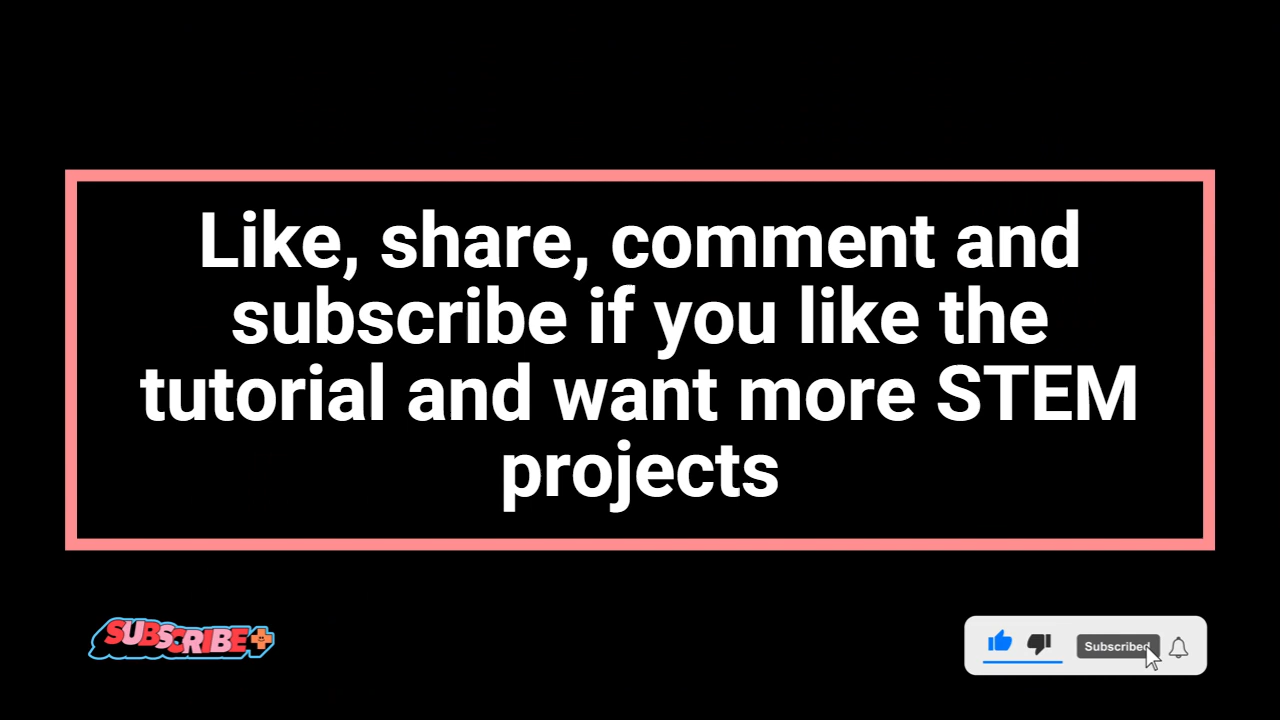 Like, share, comment and
subscribe if you like the
tutorial and want more STEM
projects
SUBSCRIBE
Subscribed